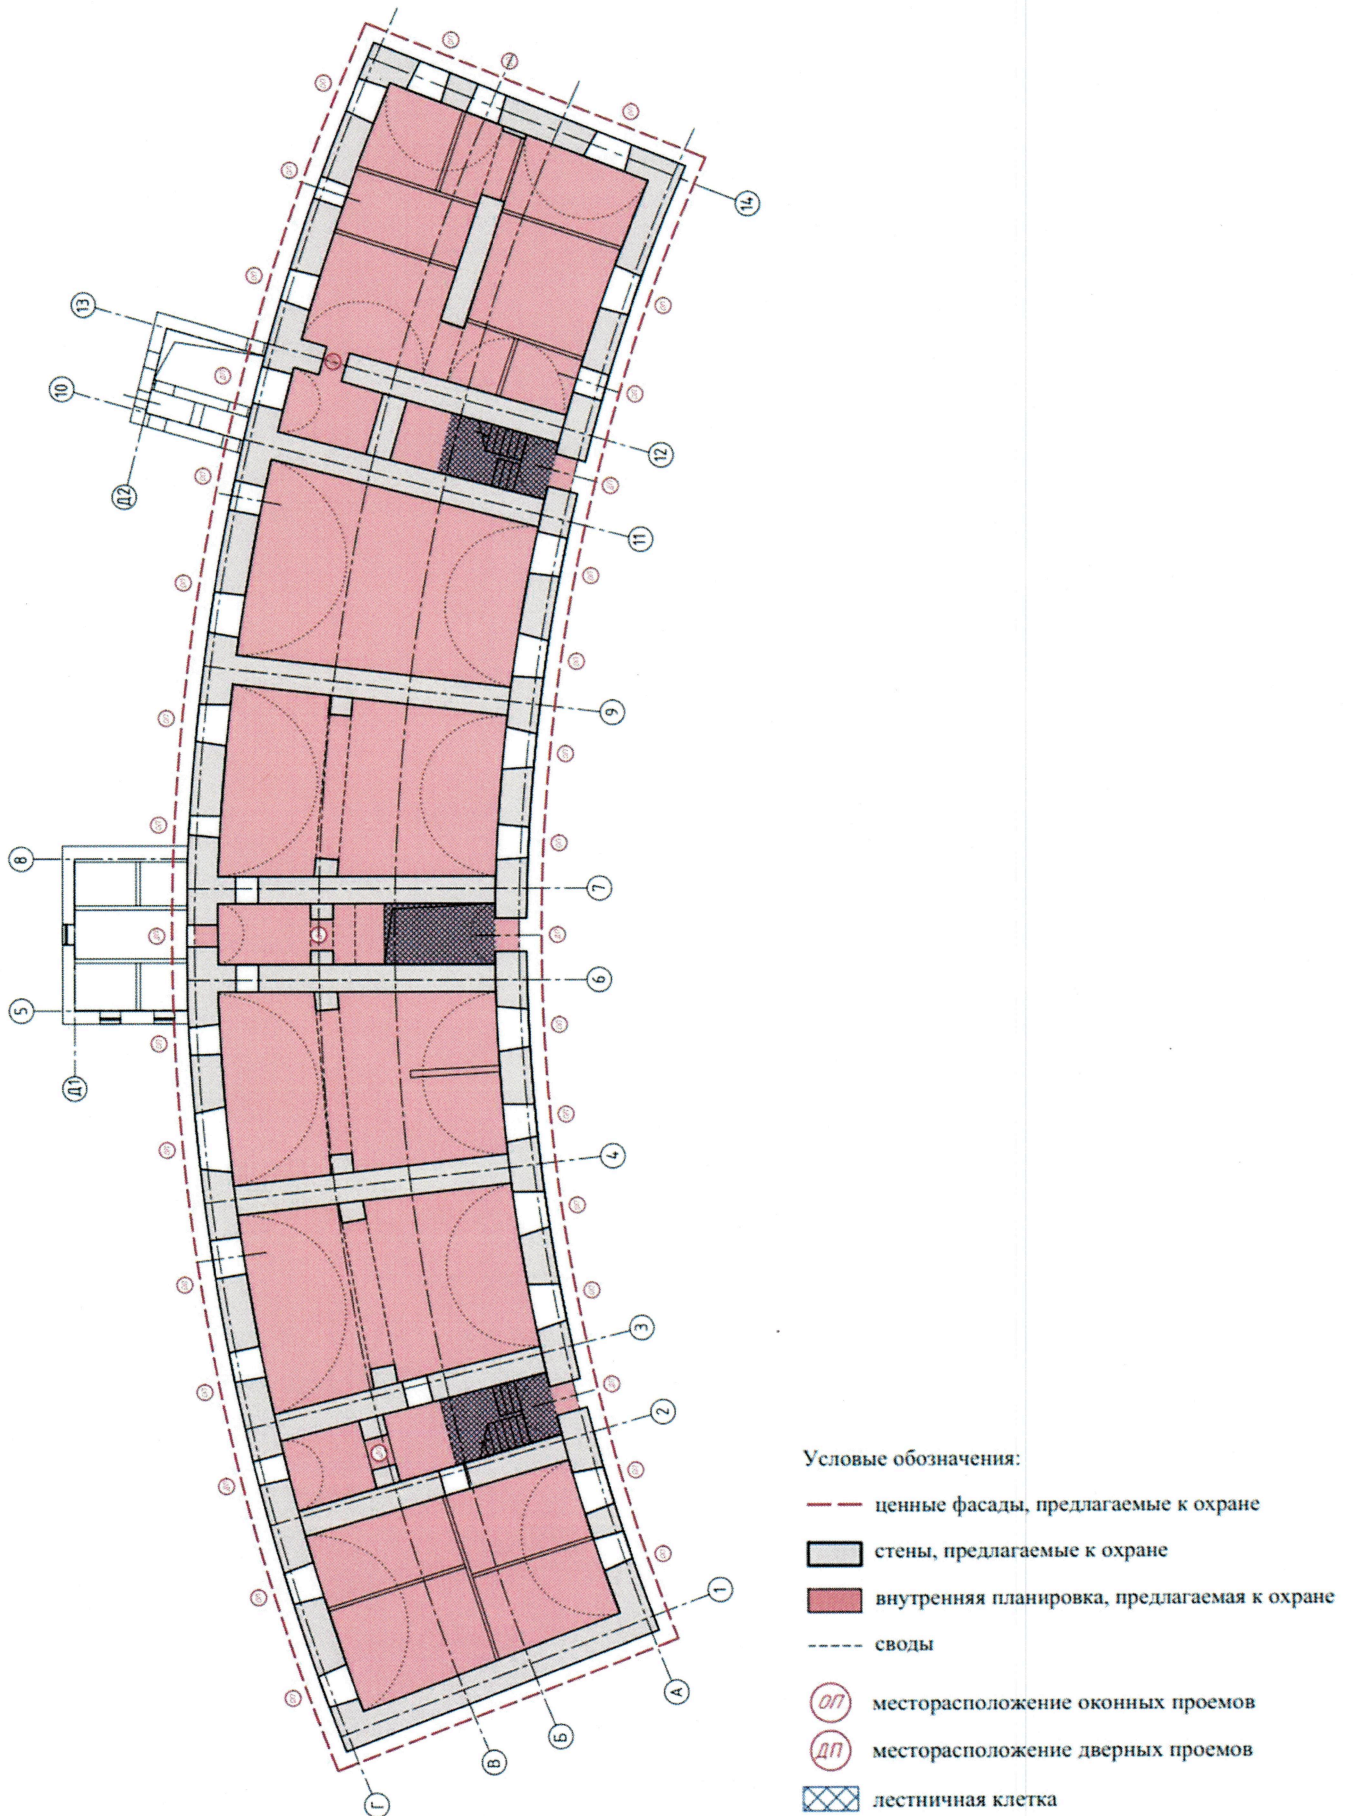 14
13
10
Д2
12
11
9
8
7
6
5
Д1
4
3
2
1
А
Б
В
Г
Условые обозначения:
ценные фасады, предлагаемые к охране
стены, предлагаемые к охране
внутренняя планировка, предлагаемая к охране
своды
ОП месторасположение оконных проемов
ДП месторасположение дверных проемов
лестничная клетка